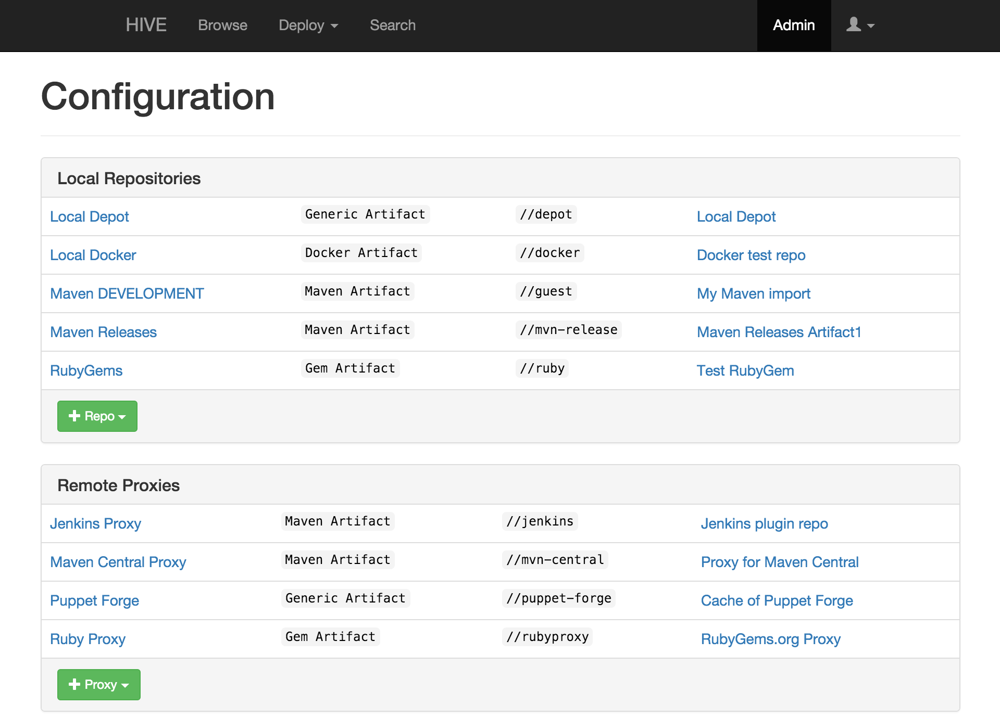 HIVE Browse Deploy Search Admin
Configuration
Local Repositories
Local Depot Generic Artifact //depot Local Depot
Local Docker Docker Artifact //docker Docker test repo
Maven DEVELOPMENT Maven Artifact //guest My Maven import
Maven Releases Maven Artifact //mvn-release Maven Releases Artifact1
RubyGems Gem Artifact //ruby Test RubyGem
Repo
Remote Proxies
Jenkins Proxy Maven Artifact //jenkins Jenkins plugin repo
Maven Central Proxy Maven Artifact //mvn-central Proxy for Maven Central
Puppet Forge Generic Artifact //puppet-forge Cache of Puppet Forge
Ruby Proxy Gem Artifact //rubyproxy RubyGems.org Proxy
Proxy